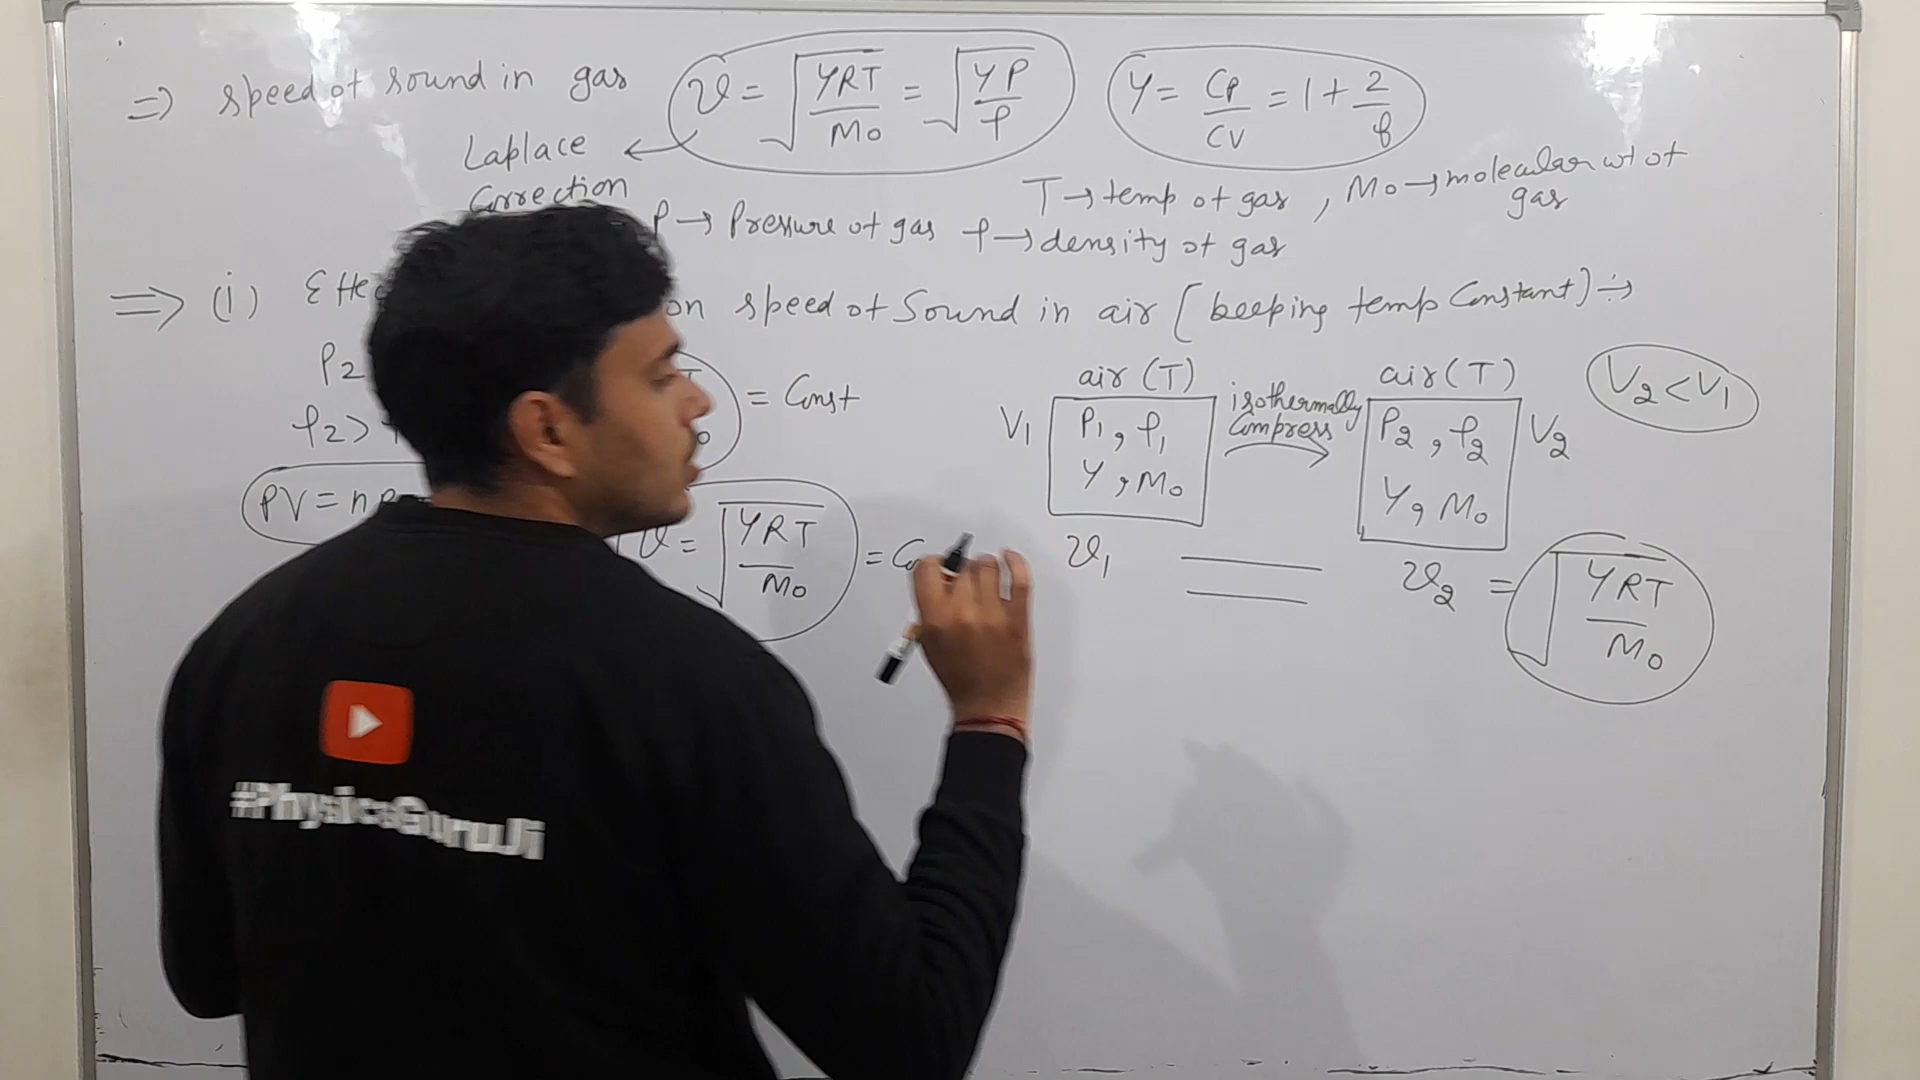 => speed of sound in gas v = √(γRT/M₀) = √(γP/ρ) γ = Cp/Cv = 1 + 2/f
Laplace Correction
T → temp of gas , M₀ → molecular wt of gas
P → Pressure of gas ρ → density of gas
=> (i) on speed of Sound in air [keeping temp Constant) :→
P₂ = Const
ρ₂ >
PV = n
v = √(γRT/M₀) = Co
air (T)
V₁
P₁ , ρ₁
γ , M₀
v₁
isothermally
Compress
air (T)
P₂ , ρ₂
γ, M₀
V₂
V₂ < V₁
v₂ = √(γRT/M₀)
#PhysicsGuruJi